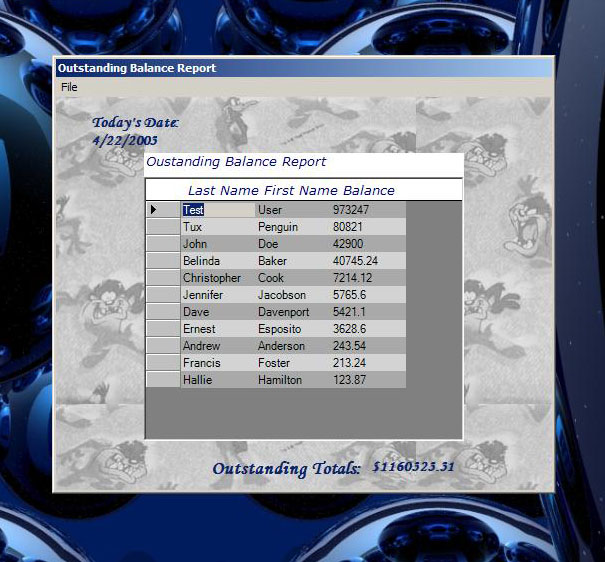 Outstanding Balance Report
File
Today's Date:
4/22/2003
Oustanding Balance Report
Last Name First Name Balance
Test User 973247
Tux Penguin 80821
John Doe 42900
Belinda Baker 40745.24
Christopher Cook 7214.12
Jennifer Jacobson 5765.6
Dave Davenport 5421.1
Ernest Esposito 3628.6
Andrew Anderson 243.54
Francis Foster 213.24
Hallie Hamilton 123.87
Outstanding Totals: $1160323.31